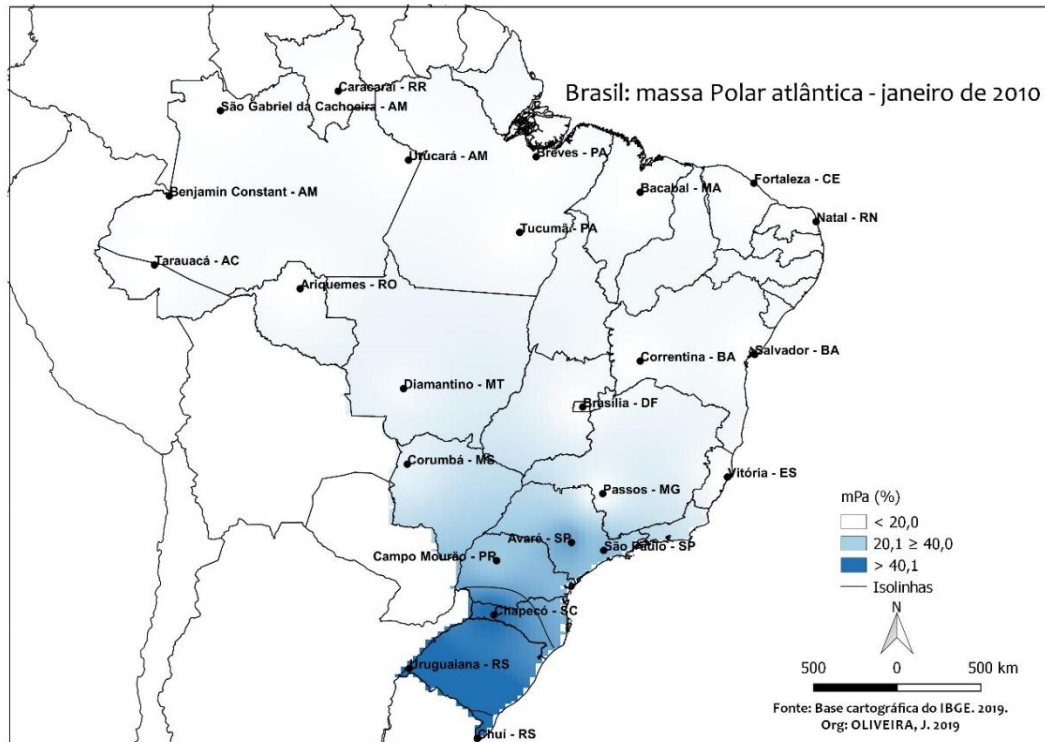 Brasil: massa Polar atlântica - janeiro de 2010
Caracaraí - RR
São Gabriel da Cachoeira - AM
Urucará - AM
Breves - PA
Fortaleza - CE
Bacabal - MA
Benjamin Constant - AM
Natal - RN
Tucumã - PA
Tarauacá - AC
Ariquemes - RO
Salvador - BA
Correntina - BA
Diamantino - MT
Brasília - DF
Corumbá - MS
Vitória - ES
Passos - MG
Avaré - SP
São Paulo - SP
Campo Mourão - PR
Chapecó - SC
Uruguaiana - RS
Chuí - RS
mPa (%)
< 20,0
20,1 ≥ 40,0
> 40,1
Isolinhas
N
500 0 500 km
Fonte: Base cartográfica do IBGE. 2019.
Org: OLIVEIRA, J. 2019